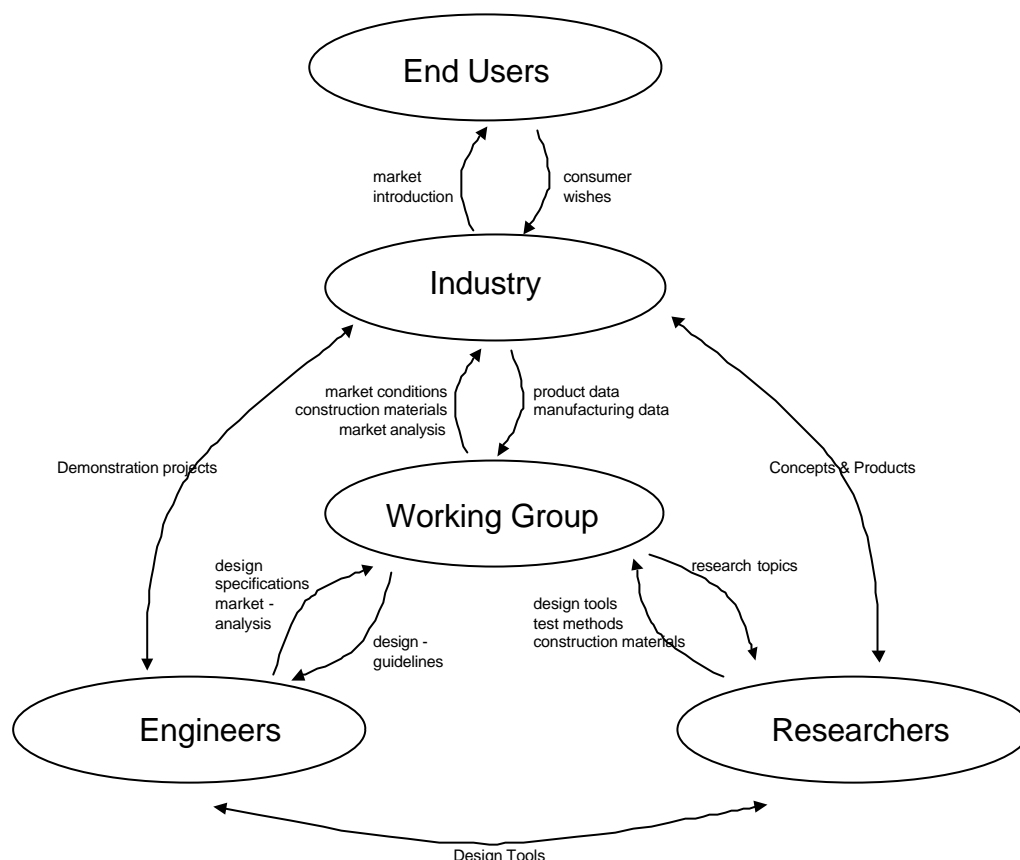 End Users
market
introduction
consumer
wishes
Industry
market conditions
construction materials
market analysis
product data
manufacturing data
Demonstration projects
Concepts & Products
Working Group
design
specifications
market -
analysis
research topics
design tools
test methods
construction materials
design -
guidelines
Engineers
Researchers
Design Tools